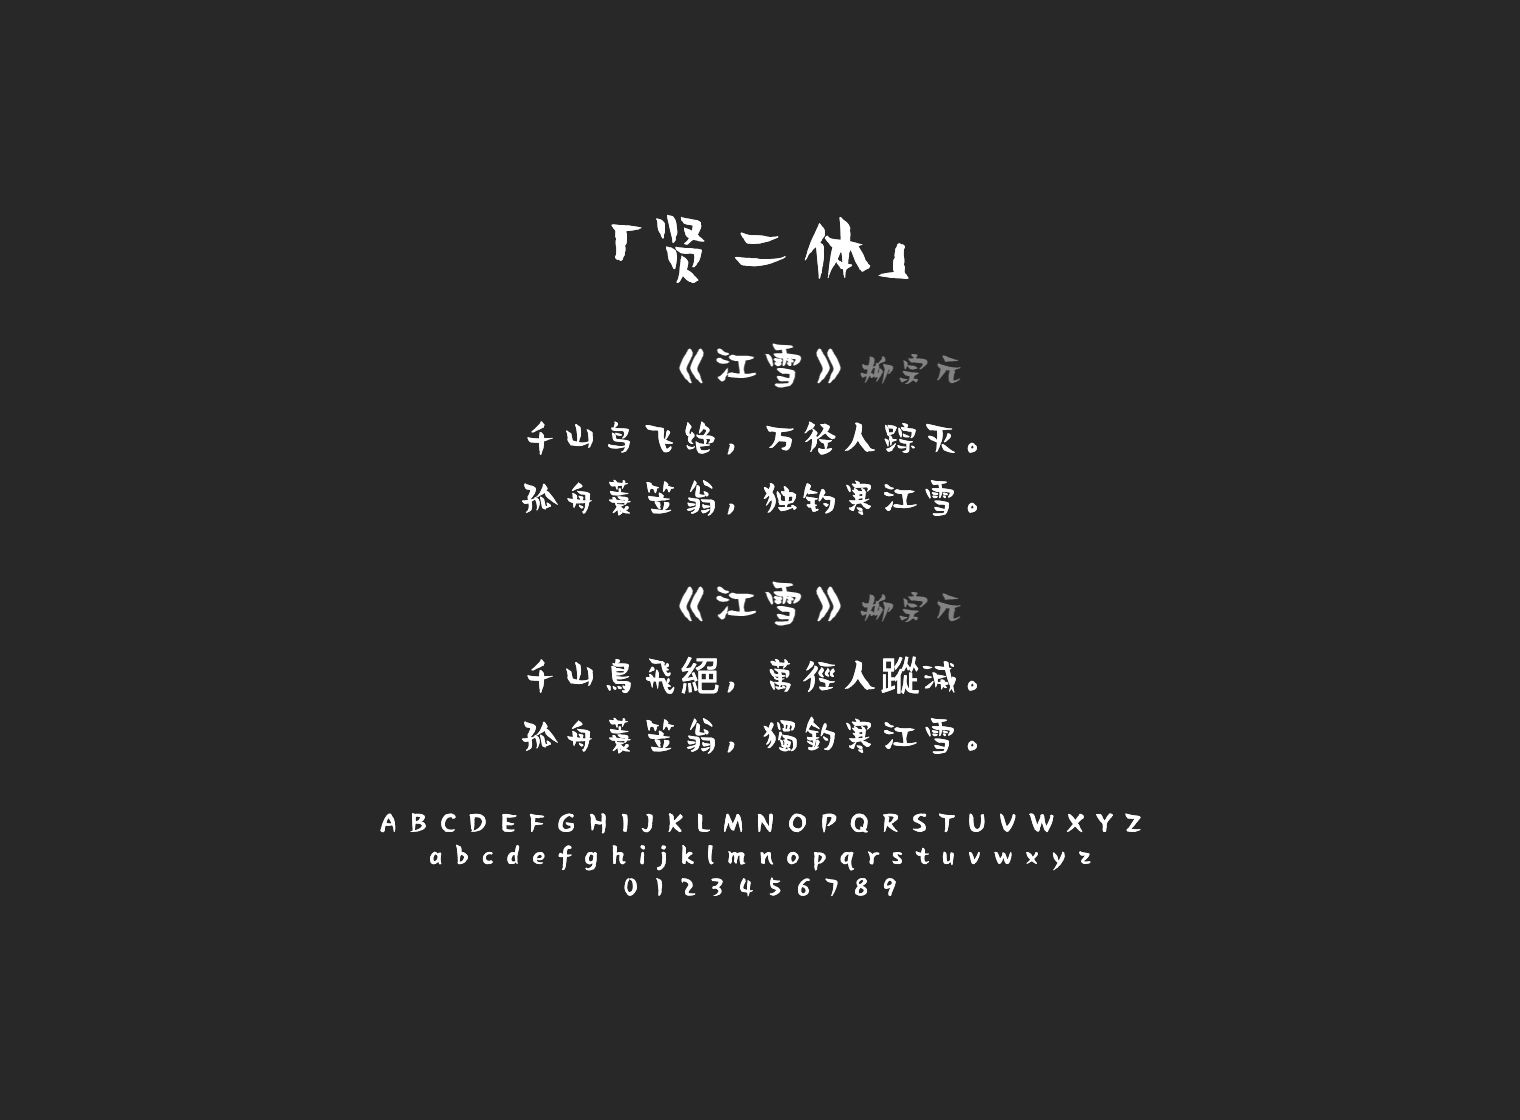 「贤二体」
《江雪》柳宗元
千山鸟飞绝，万径人踪灭。
孤舟蓑笠翁，独钓寒江雪。
《江雪》柳宗元
千山鳥飛絕，萬徑人蹤滅。
孤舟蓑笠翁，獨釣寒江雪。
A B C D E F G H I J K L M N O P Q R S T U V W X Y Z
a b c d e f g h i j k l m n o p q r s t u v w x y z
0 1 2 3 4 5 6 7 8 9